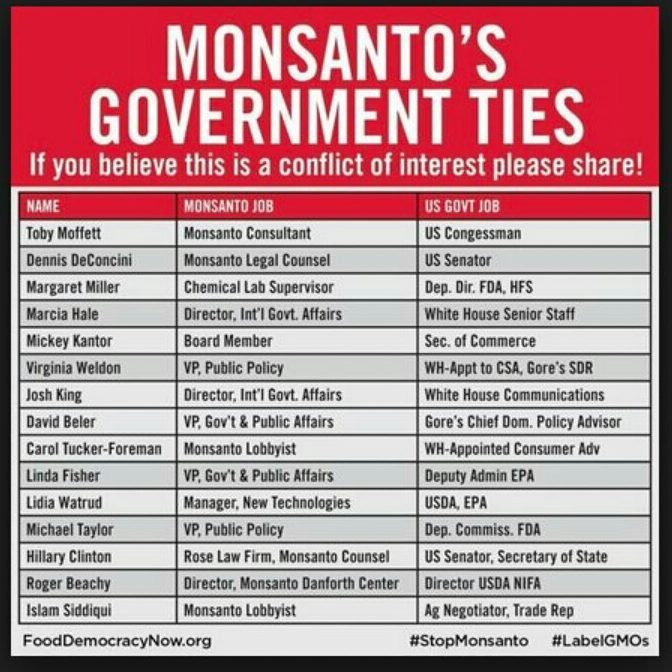 MONSANTO'S
GOVERNMENT TIES
If you believe this is a conflict of interest please share!
NAME MONSANTO JOB US GOVT JOB
Toby Moffett Monsanto Consultant US Congessman
Dennis DeConcini Monsanto Legal Counsel US Senator
Margaret Miller Chemical Lab Supervisor Dep. Dir. FDA, HFS
Marcia Hale Director, Int'l Govt. Affairs White House Senior Staff
Mickey Kantor Board Member Sec. of Commerce
Virginia Weldon VP, Public Policy WH-Appt to CSA, Gore's SDR
Josh King Director, Int'l Govt. Affairs White House Communications
David Beler VP, Gov't & Public Affairs Gore's Chief Dom. Policy Advisor
Carol Tucker-Foreman Monsanto Lobbyist WH-Appointed Consumer Adv
Linda Fisher VP, Gov't & Public Affairs Deputy Admin EPA
Lidia Watrud Manager, New Technologies USDA, EPA
Michael Taylor VP, Public Policy Dep. Commiss. FDA
Hillary Clinton Rose Law Firm, Monsanto Counsel US Senator, Secretary of State
Roger Beachy Director, Monsanto Danforth Center Director USDA NIFA
Islam Siddiqui Monsanto Lobbyist Ag Negotiator, Trade Rep
FoodDemocracyNow.org #StopMonsanto #LabelGMOs